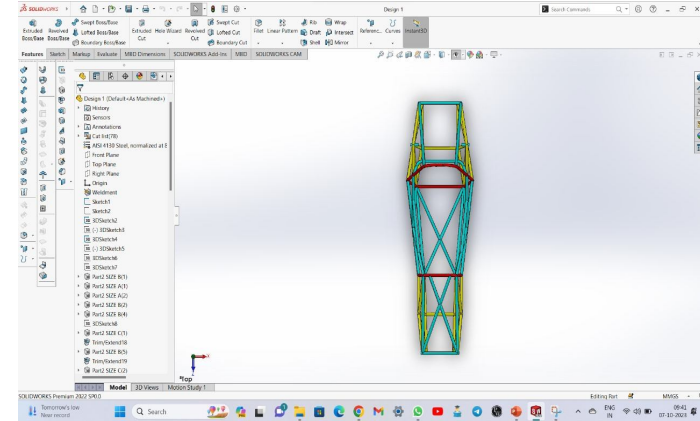 SOLIDWORKS
Design 1
Search Commands
Extruded Boss/Base
Revolved Boss/Base
Swept Boss/Base
Lofted Boss/Base
Boundary Boss/Base
Extruded Cut
Hole Wizard
Revolved Cut
Swept Cut
Lofted Cut
Boundary Cut
Fillet
Linear Pattern
Rib
Draft
Shell
Wrap
Intersect
Mirror
Referenc...
Curves
Instant3D
Features Sketch Markup Evaluate MBD Dimensions SOLIDWORKS Add-Ins MBD SOLIDWORKS CAM
Design 1 (Default<As Machined>)
History
Sensors
Annotations
Cut list(78)
AISI 4130 Steel, normalized at 8
Front Plane
Top Plane
Right Plane
Origin
Weldment
Sketch1
Sketch2
3DSketch2
(-) 3DSketch3
3DSketch4
(-) 3DSketch5
3DSketch6
3DSketch7
Part2 SIZE B(1)
Part2 SIZE A(1)
Part2 SIZE A(2)
Part2 SIZE B(2)
Part2 SIZE B(4)
3DSketch8
Part2 SIZE C(1)
Trim/Extend18
Part2 SIZE B(5)
Trim/Extend19
Part2 SIZE C(2)
*Top
Model 3D Views Motion Study 1
SOLIDWORKS Premium 2022 SP0.0
Editing Part MMGS
Tomorrow's low
Near record
Search
ENG
IN
09:41
07-10-2023